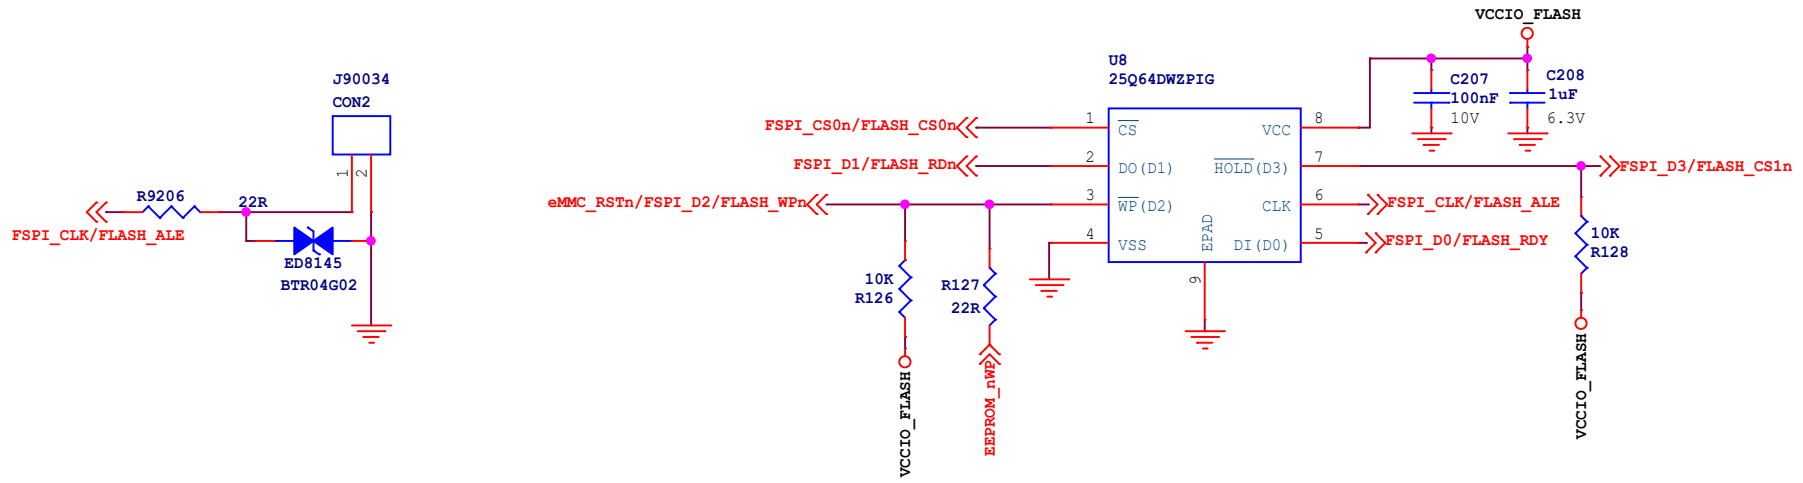 VCCIO_FLASH
J90034
CON2
1
2
R9206
22R
FSPI_CLK/FLASH_ALE
ED8145
BTR04G02
U8
25Q64DWZPIG
FSPI_CS0n/FLASH_CS0n
1
CS
VCC
8
C207
100nF
10V
C208
1uF
6.3V
FSPI_D1/FLASH_RDn
2
DO(D1)
HOLD(D3)
7
FSPI_D3/FLASH_CS1n
eMMC_RSTn/FSPI_D2/FLASH_WPn
3
WP(D2)
CLK
6
FSPI_CLK/FLASH_ALE
4
VSS
EPAD
DI(D0)
5
FSPI_D0/FLASH_RDY
9
10K
R126
R127
22R
10K
R128
VCCIO_FLASH
EEPROM_nWP
VCCIO_FLASH